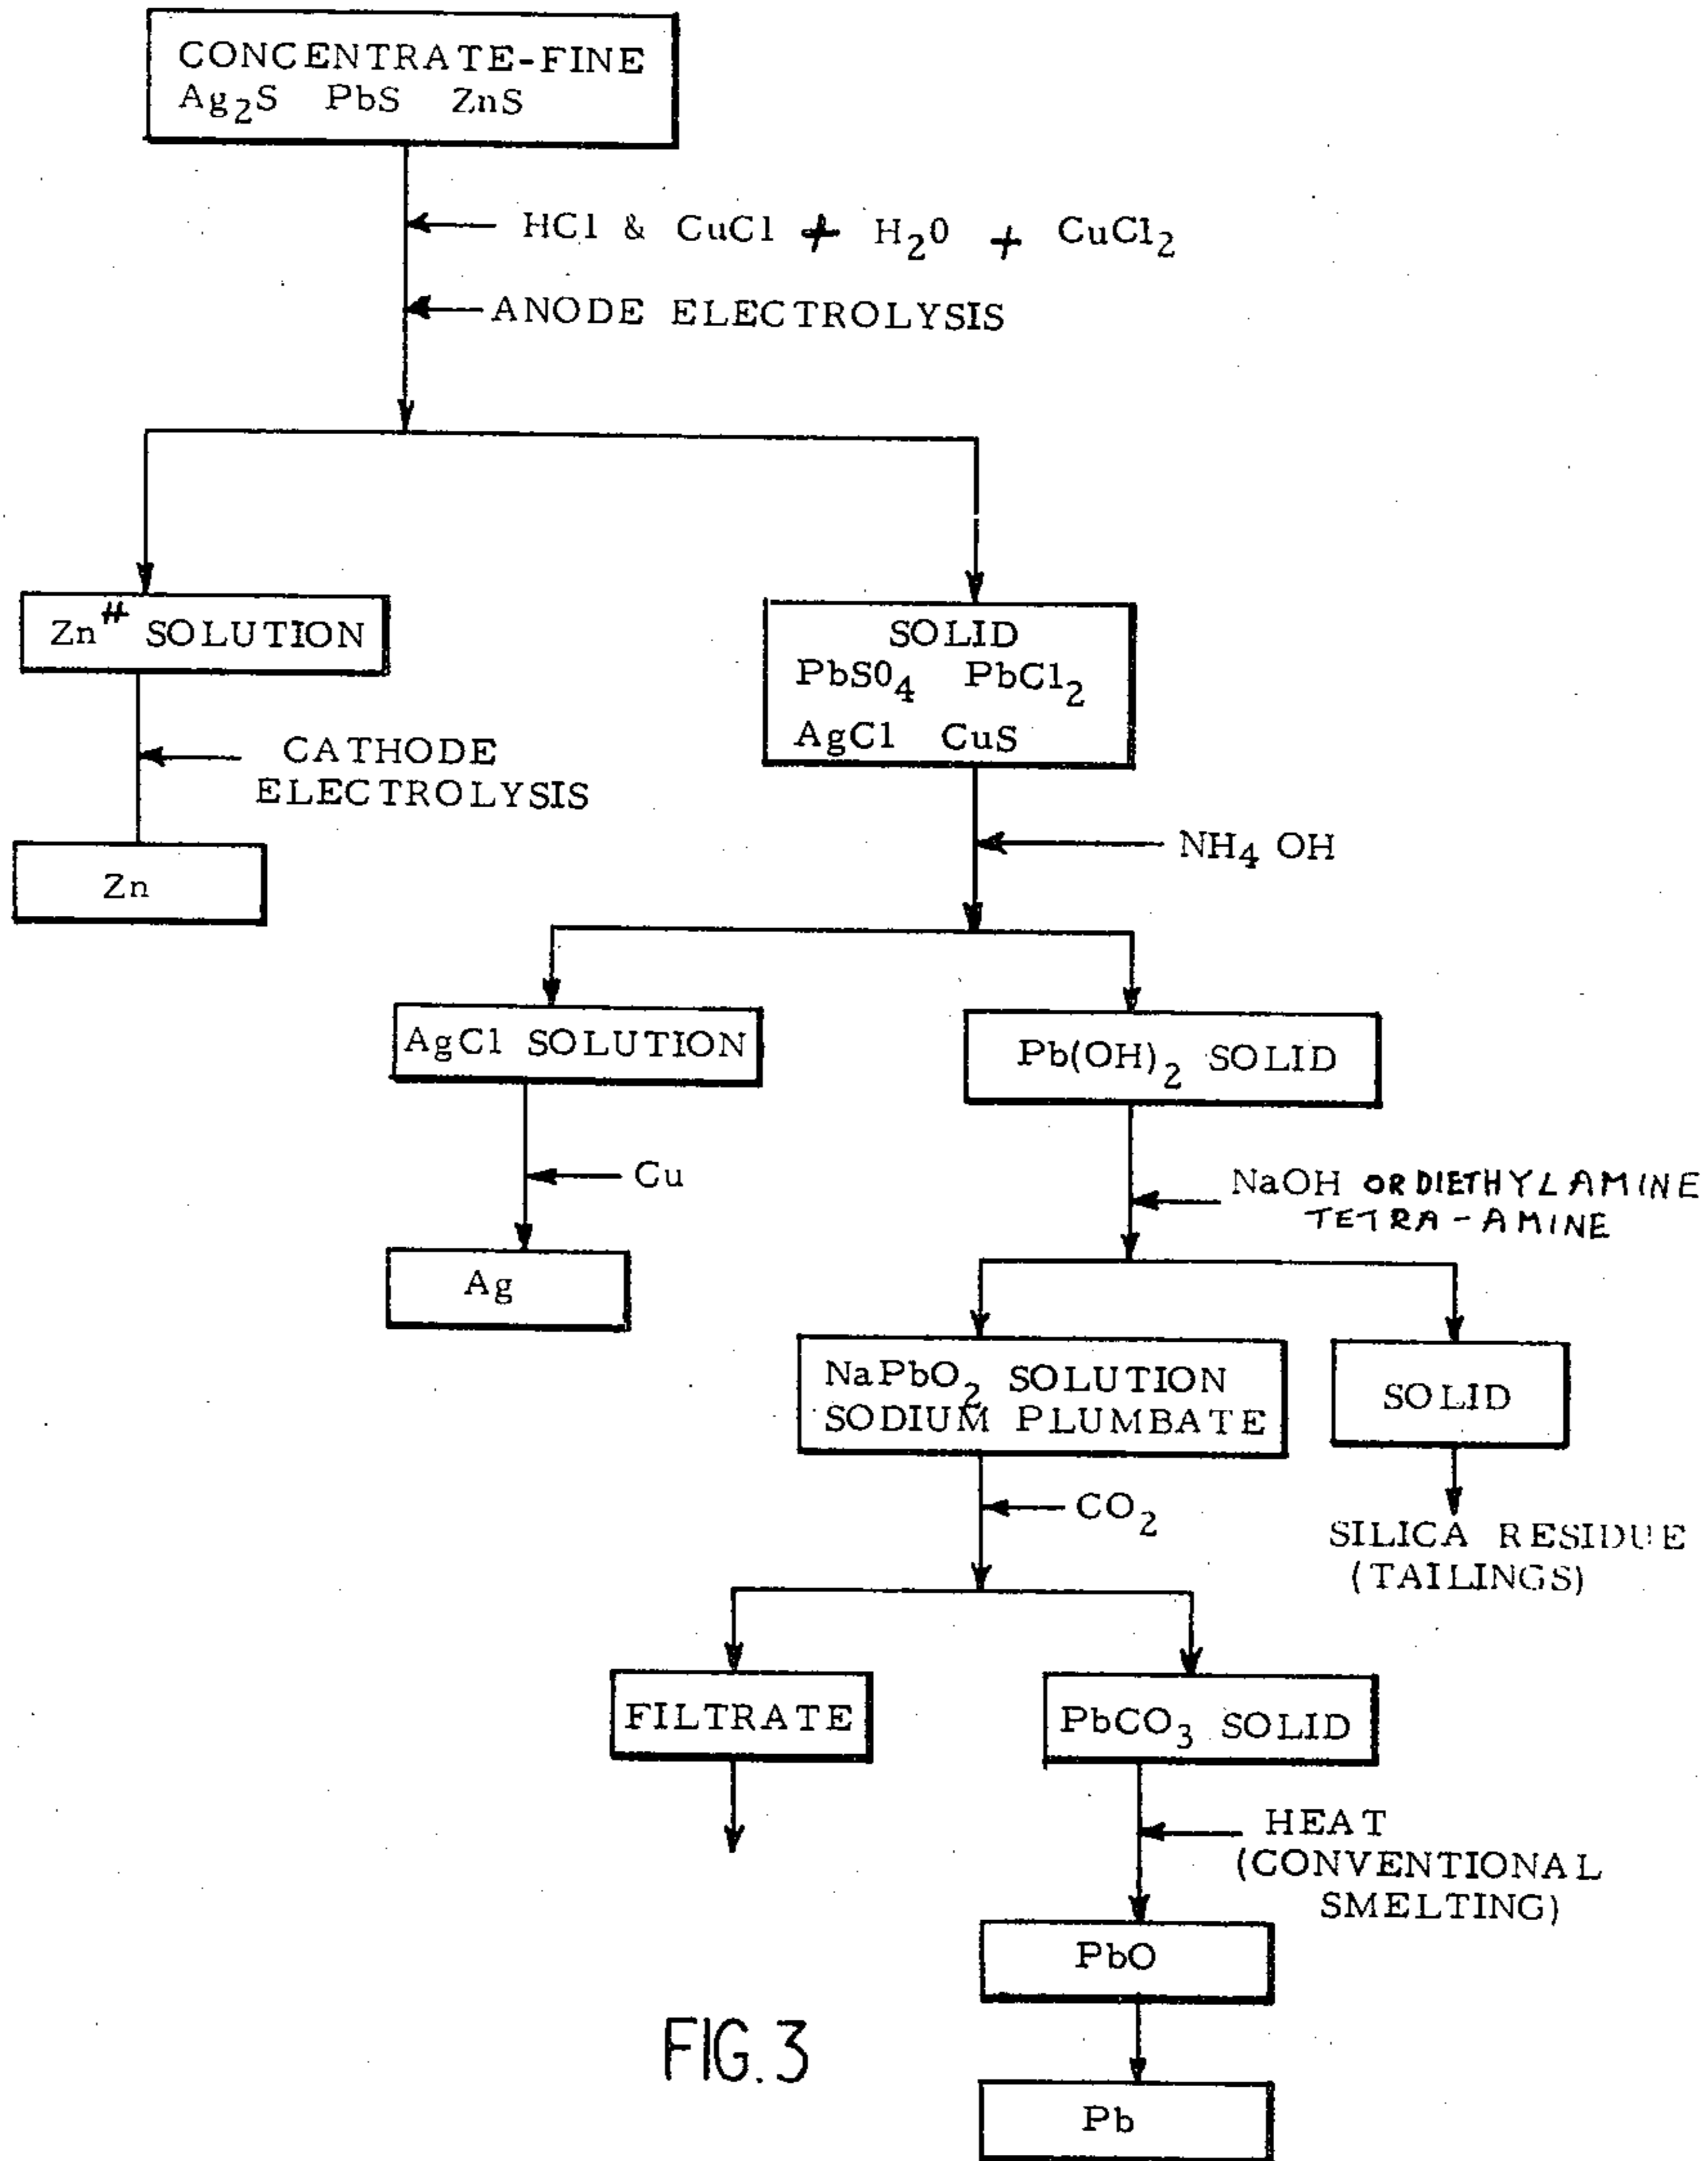 CONCENTRATE-FINE
Ag2S PbS ZnS
HCl & CuCl + H2O + CuCl2
ANODE ELECTROLYSIS
Zn# SOLUTION
SOLID
PbSO4 PbCl2
AgCl CuS
CATHODE
ELECTROLYSIS
NH4 OH
Zn
AgCl SOLUTION
Pb(OH)2 SOLID
Cu
NaOH OR DIETHYLAMINE
TETRA-AMINE
Ag
NaPbO2 SOLUTION
SODIUM PLUMBATE
SOLID
CO2
SILICA RESIDUE
(TAILINGS)
FILTRATE
PbCO3 SOLID
HEAT
(CONVENTIONAL
SMELTING)
PbO
FIG. 3
Pb